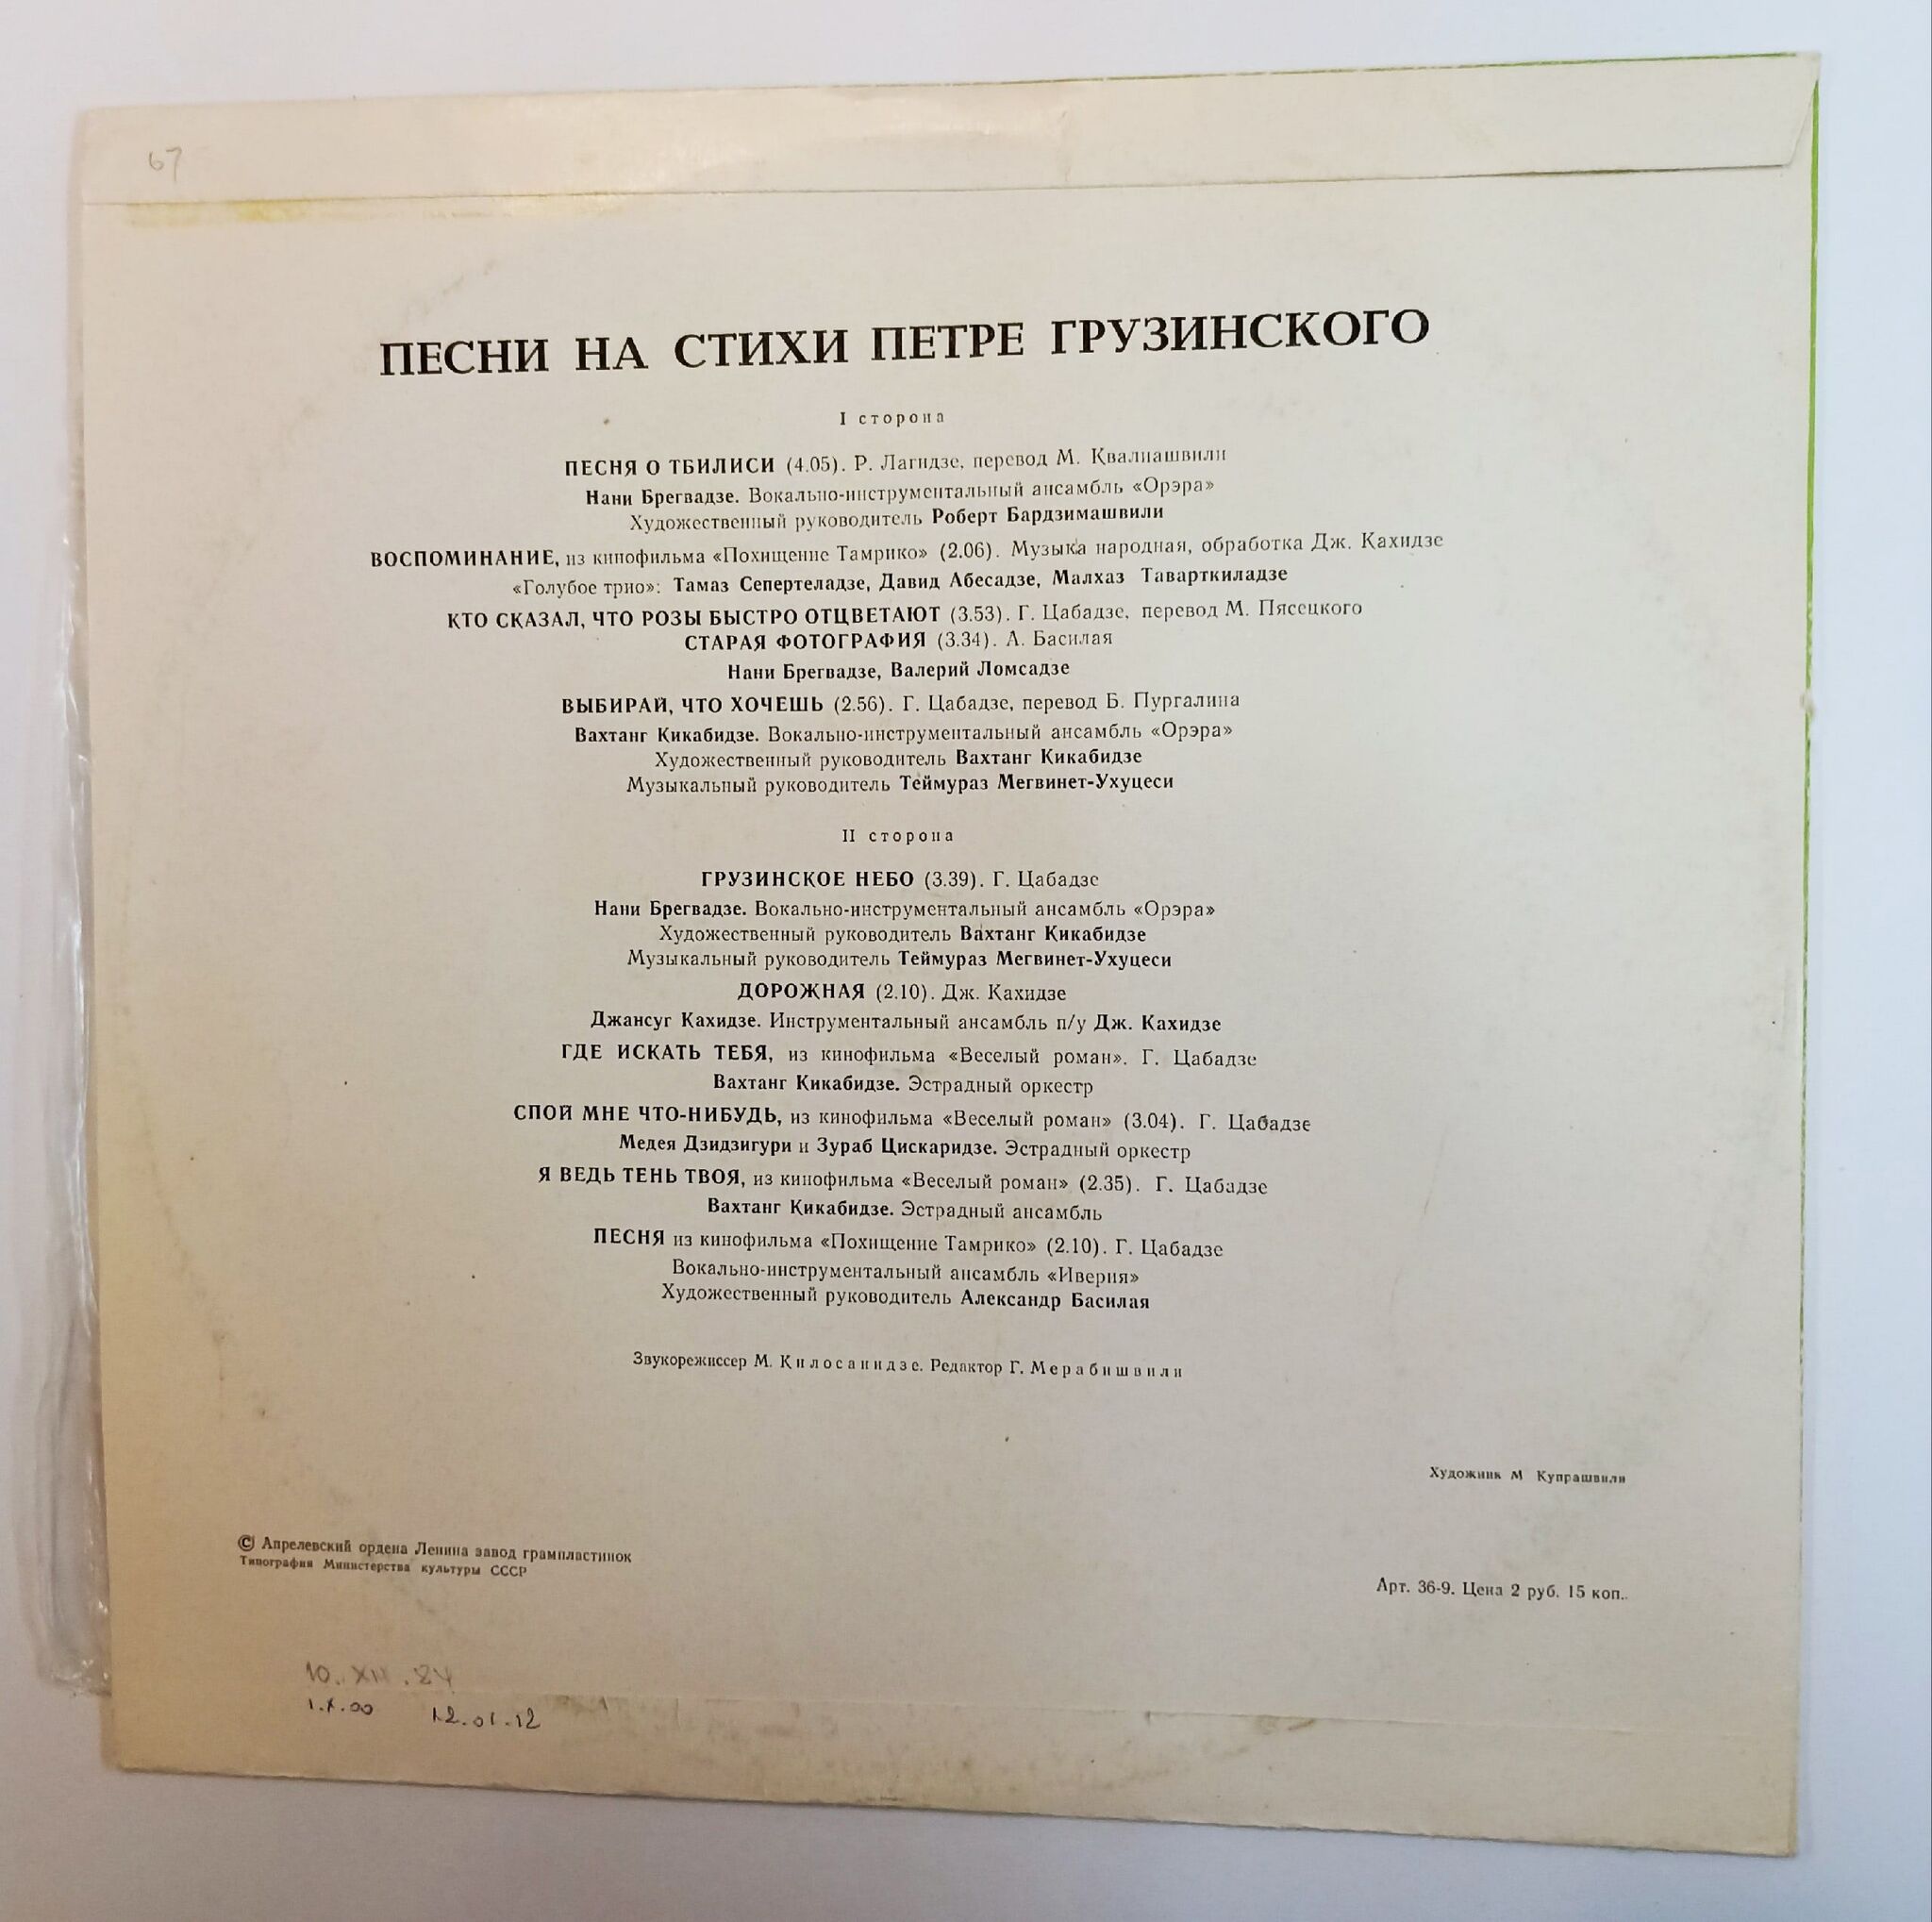 67
ПЕСНИ НА СТИХИ ПЕТРЕ ГРУЗИНСКОГО
I сторона
ПЕСНЯ О ТБИЛИСИ (4.05). Р. Лагидзе, перевод М. Квалиашвили
Нани Брегвадзе. Вокально-инструментальный ансамбль «Орэра»
Художественный руководитель Роберт Бардзимашвили
ВОСПОМИНАНИЕ, из кинофильма «Похищение Тамрико» (2.06). Музыка народная, обработка Дж. Кахидзе
«Голубое трио»: Тамаз Сепертеладзе, Давид Абесадзе, Малхаз Таварткиладзе
КТО СКАЗАЛ, ЧТО РОЗЫ БЫСТРО ОТЦВЕТАЮТ (3.53). Г. Цабадзе, перевод М. Пясецкого
СТАРАЯ ФОТОГРАФИЯ (3.34). А. Басилая
Нани Брегвадзе, Валерий Ломсадзе
ВЫБИРАЙ, ЧТО ХОЧЕШЬ (2.56). Г. Цабадзе, перевод Б. Пургалина
Вахтанг Кикабидзе. Вокально-инструментальный ансамбль «Орэра»
Художественный руководитель Вахтанг Кикабидзе
Музыкальный руководитель Теймураз Мегвинет-Ухуцеси
II сторона
ГРУЗИНСКОЕ НЕБО (3.39). Г. Цабадзе
Нани Брегвадзе. Вокально-инструментальный ансамбль «Орэра»
Художественный руководитель Вахтанг Кикабидзе
Музыкальный руководитель Теймураз Мегвинет-Ухуцеси
ДОРОЖНАЯ (2.10). Дж. Кахидзе
Джансуг Кахидзе. Инструментальный ансамбль п/у Дж. Кахидзе
ГДЕ ИСКАТЬ ТЕБЯ, из кинофильма «Веселый роман». Г. Цабадзе
Вахтанг Кикабидзе. Эстрадный оркестр
СПОЙ МНЕ ЧТО-НИБУДЬ, из кинофильма «Веселый роман» (3.04). Г. Цабадзе
Медея Дзидзигури и Зураб Цискаридзе. Эстрадный оркестр
Я ВЕДЬ ТЕНЬ ТВОЯ, из кинофильма «Веселый роман» (2.35). Г. Цабадзе
Вахтанг Кикабидзе. Эстрадный ансамбль
ПЕСНЯ из кинофильма «Похищение Тамрико» (2.10). Г. Цабадзе
Вокально-инструментальный ансамбль «Иверия»
Художественный руководитель Александр Басилая
Звукорежиссер М. Килосанидзе. Редактор Г. Мерабишвили
Художник М Купрашвили
© Апрелевский ордена Ленина завод грампластинок
Типография Министерства культуры СССР
Арт. 36-9. Цена 2 руб. 15 коп..
10.XII.84
1.X.00 12.01.12